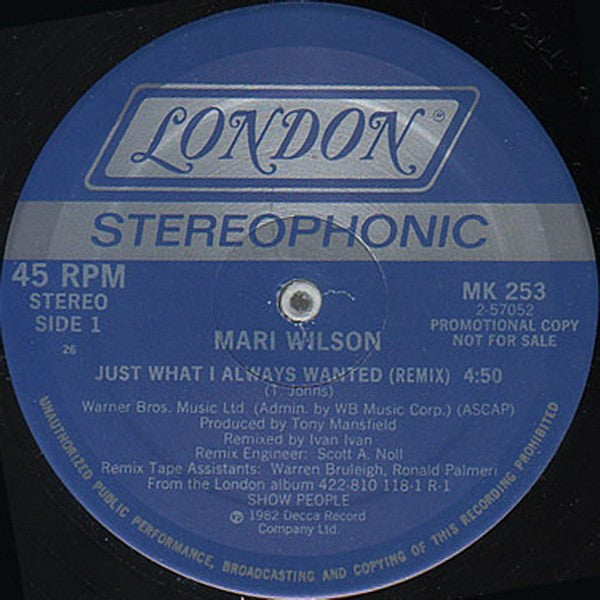 LONDON®
STEREOPHONIC
45 RPM
STEREO
SIDE 1
26
MK 253
2-57052
PROMOTIONAL COPY
NOT FOR SALE
MARI WILSON
JUST WHAT I ALWAYS WANTED (REMIX) 4:50
(T. Johns)
Warner Bros. Music Ltd (Admin. by WB Music Corp.) (ASCAP)
Produced by Tony Mansfield
Remixed by Ivan Ivan
Remix Engineer: Scott A. Noll
Remix Tape Assistants: Warren Bruleigh, Ronald Palmeri
From the London album 422-810 118-1 R-1
SHOW PEOPLE
℗ 1982 Decca Record
Company Ltd.
UNAUTHORIZED PUBLIC PERFORMANCE, BROADCASTING AND COPYING OF THIS RECORDING PROHIBITED